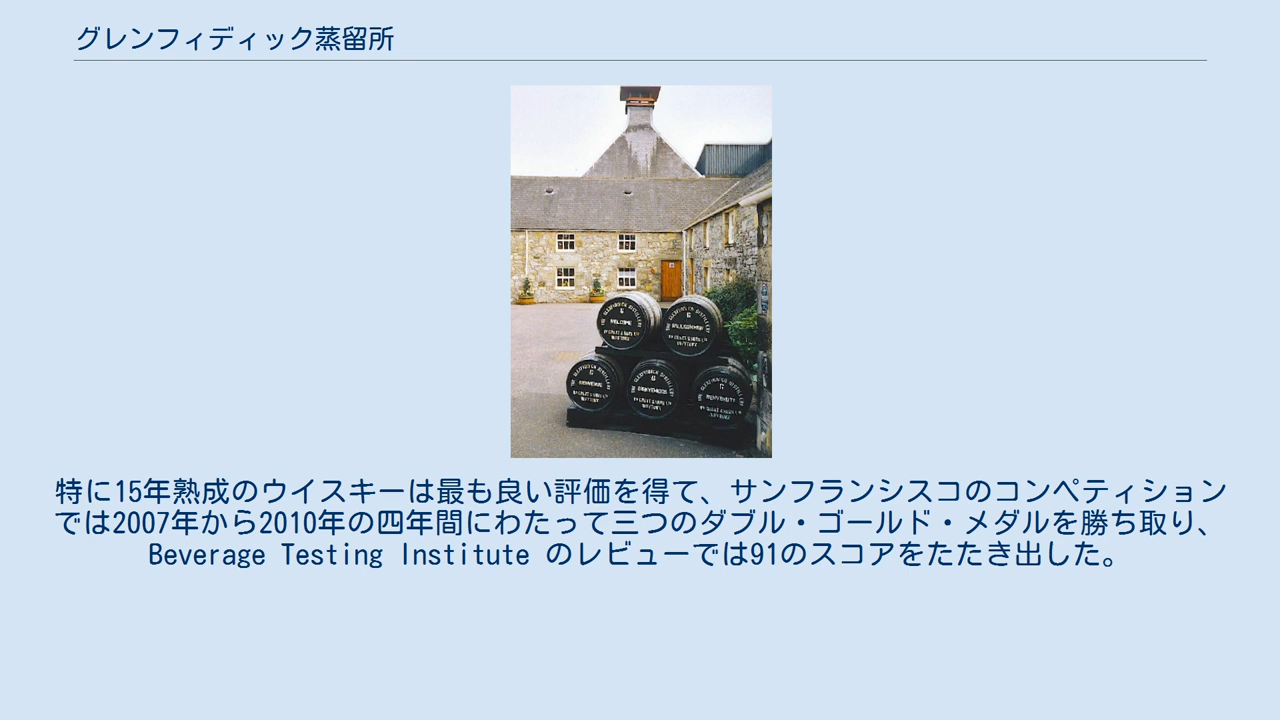 グレンフィディック蒸留所
WELCOME
特に15年熟成のウイスキーは最も良い評価を得て、サンフランシスコのコンペティション
では2007年から2010年の四年間にわたって三つのダブル・ゴールド・メダルを勝ち取り、
Beverage Testing Institute のレビューでは91のスコアをたたき出した。